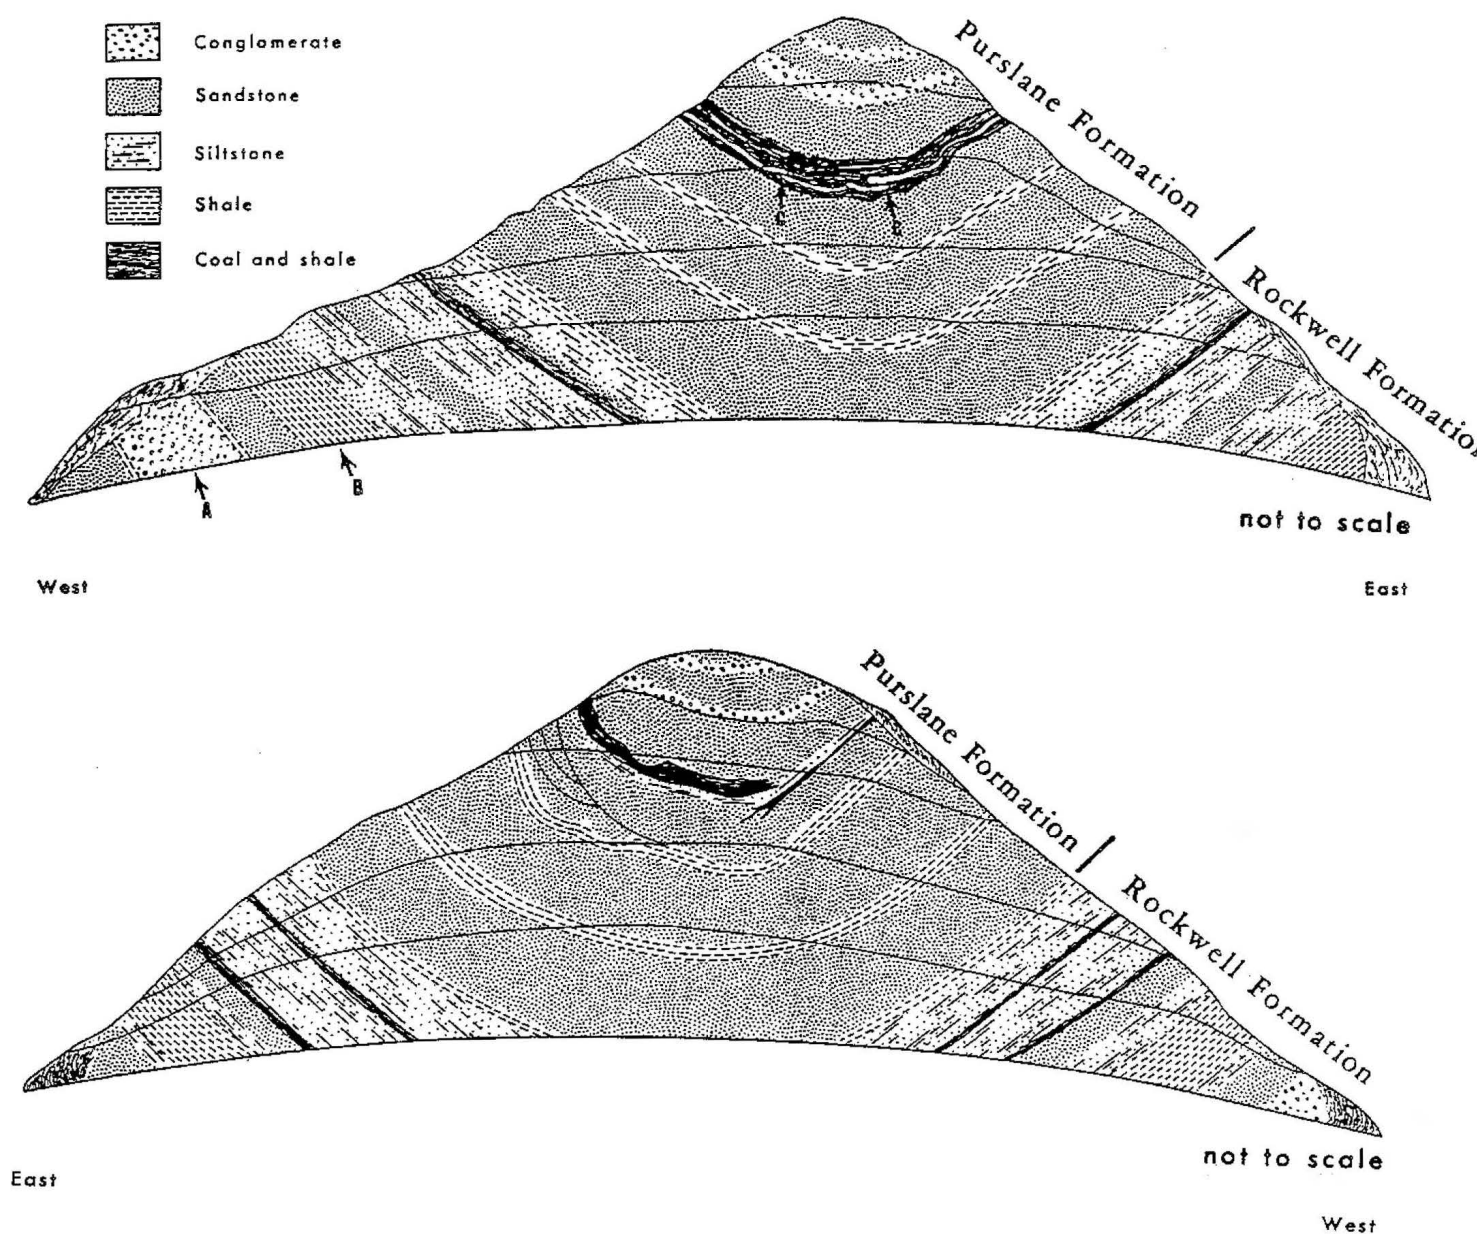 Conglomerate
Sandstone
Siltstone
Shale
Coal and shale
Purslane Formation
Rockwell Formation
C
A
B
not to scale
West
East
Purslane Formation
Rockwell Formation
not to scale
East
West